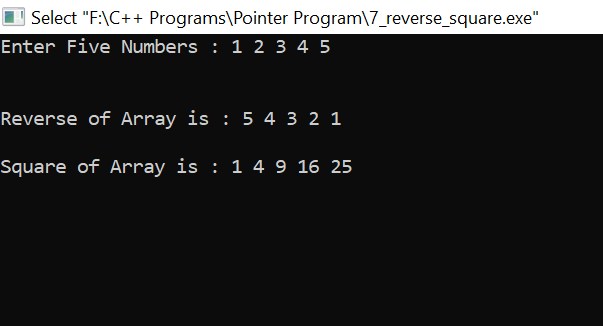 Select "F:\C++ Programs\Pointer Program\7_reverse_square.exe"
Enter Five Numbers : 1 2 3 4 5
Reverse of Array is : 5 4 3 2 1
Square of Array is : 1 4 9 16 25